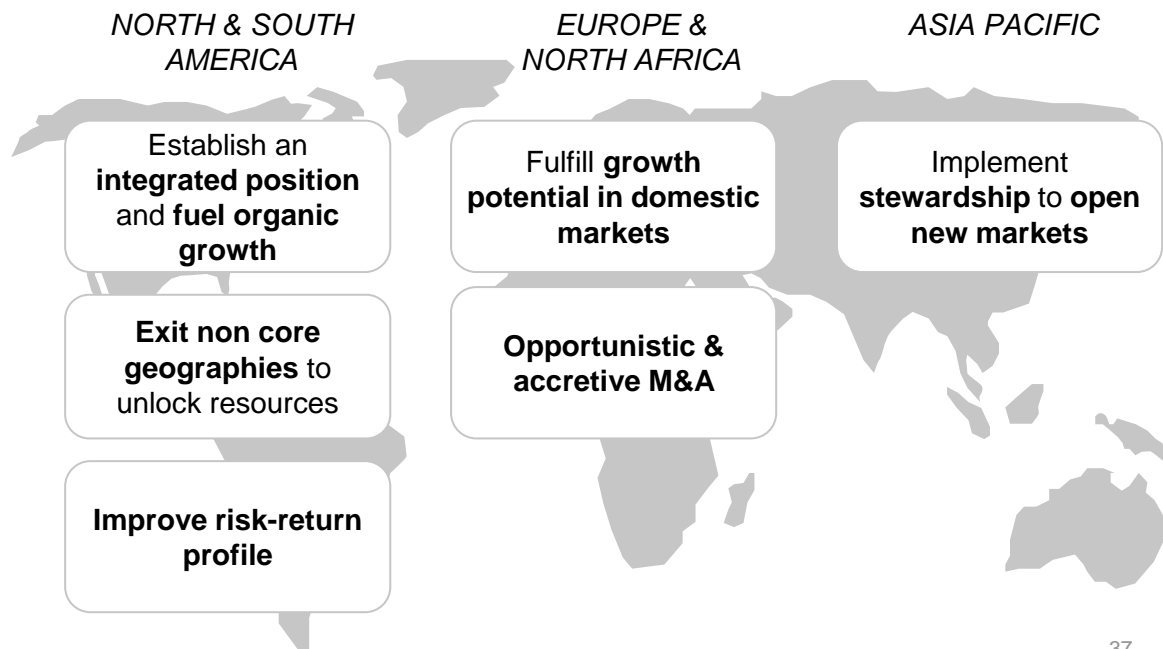 NORTH & SOUTH
AMERICA
EUROPE &
NORTH AFRICA
ASIA PACIFIC
Establish an
integrated position
and fuel organic
growth
Fulfill growth
potential in domestic
markets
Implement
stewardship to open
new markets
Exit non core
geographies to
unlock resources
Opportunistic &
accretive M&A
Improve risk-return
profile
37